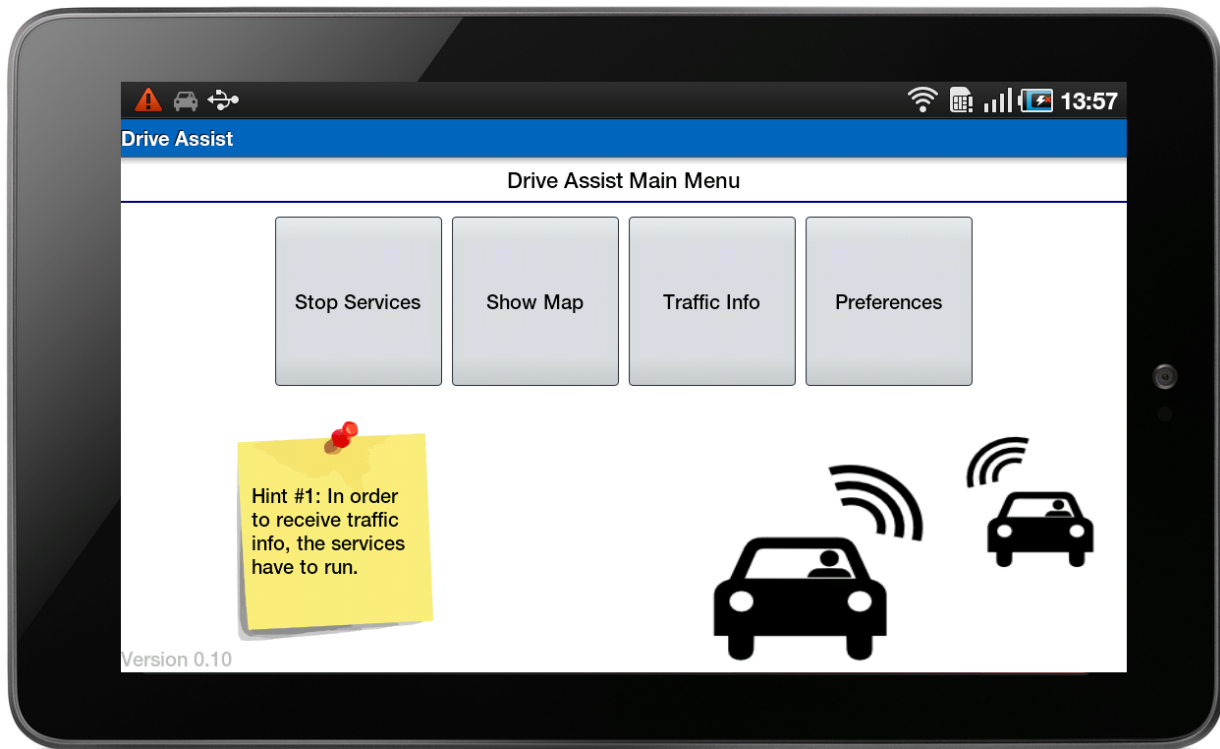 13:57
Drive Assist
Drive Assist Main Menu
Stop Services
Show Map
Traffic Info
Preferences
Hint #1: In order
to receive traffic
info, the services
have to run.
Version 0.10